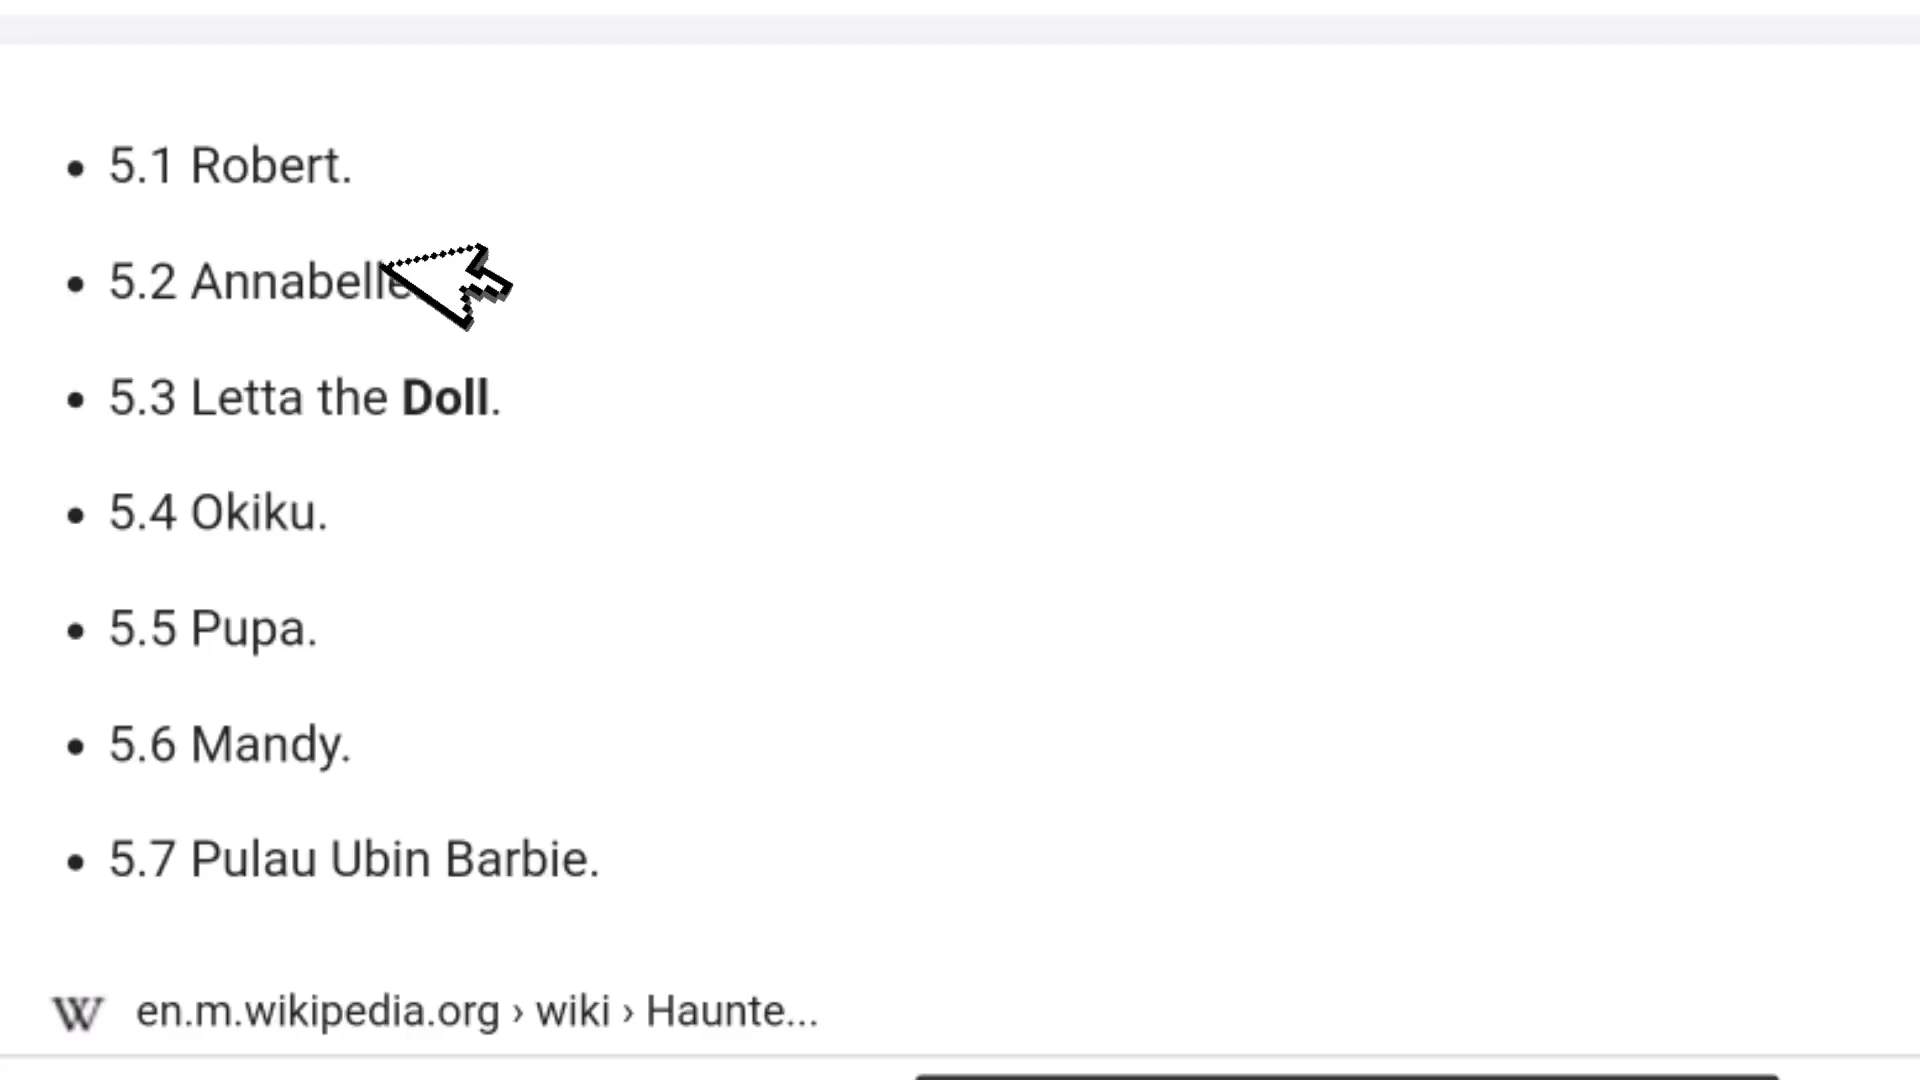 • 5.1 Robert.
• 5.2 Annabelle
• 5.3 Letta the Doll.
• 5.4 Okiku.
• 5.5 Pupa.
• 5.6 Mandy.
• 5.7 Pulau Ubin Barbie.
W en.m.wikipedia.org › wiki › Haunte...